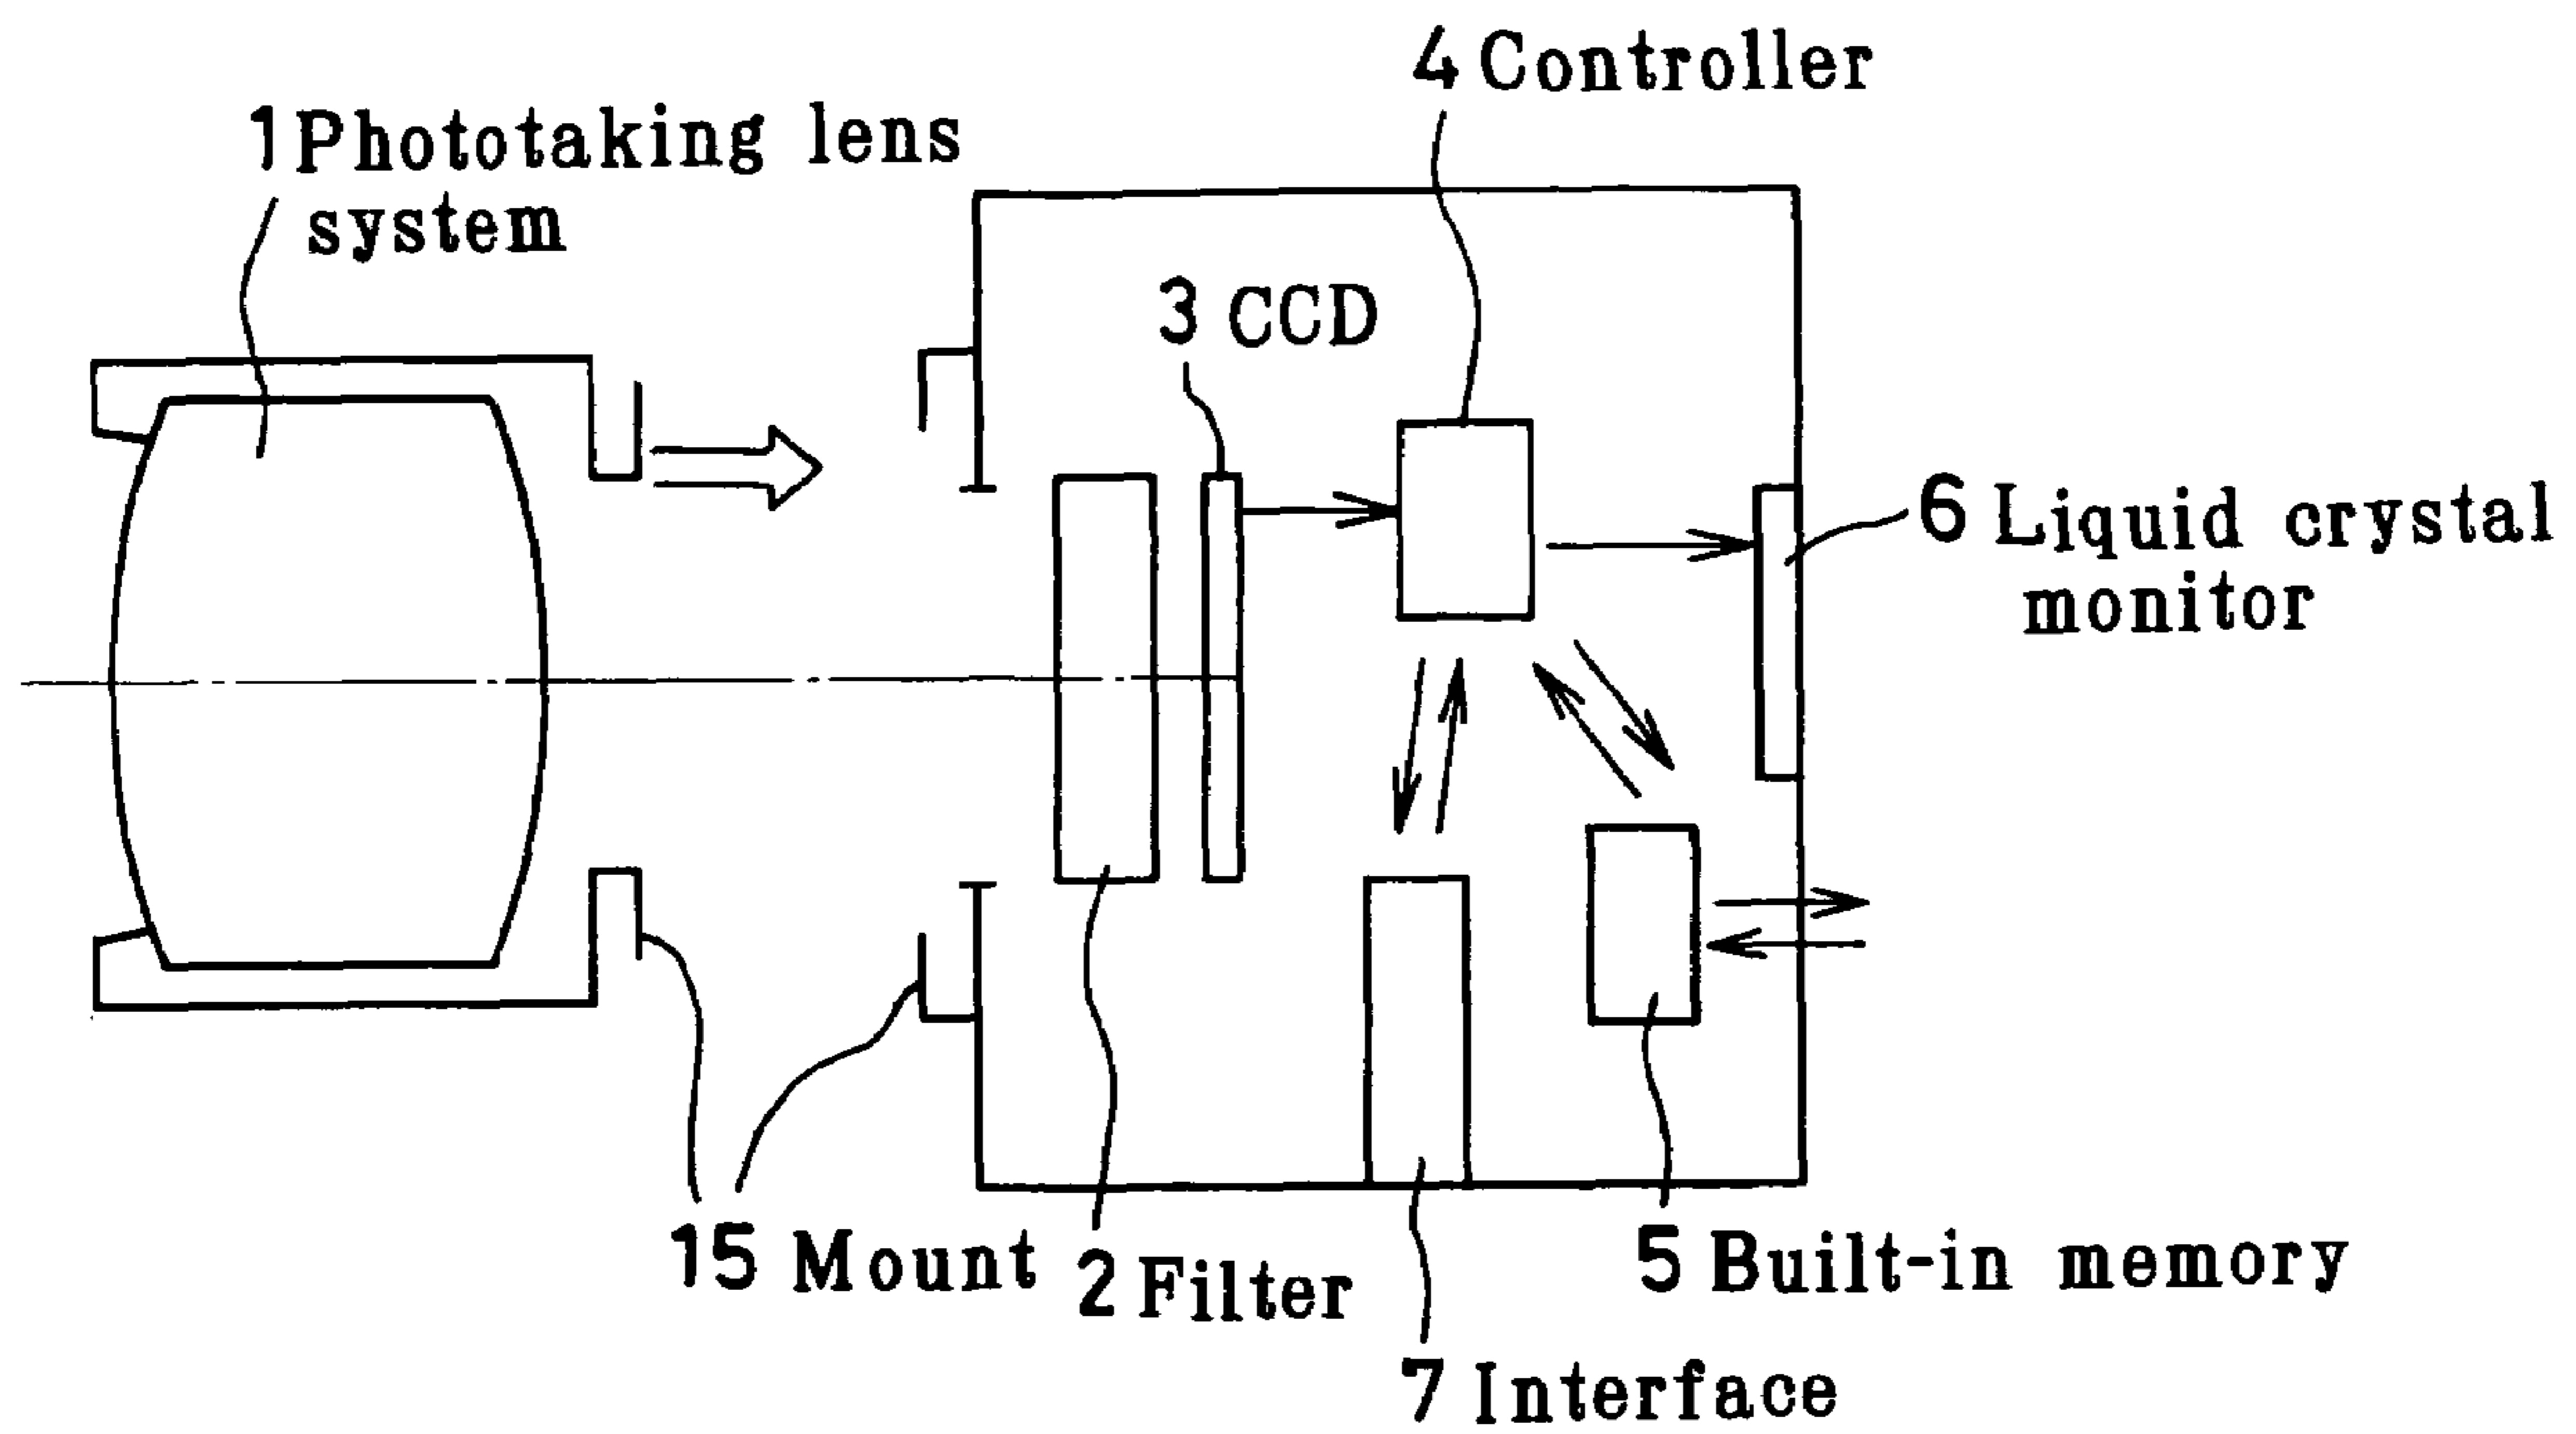 4 Controller
1 Phototaking lens
system
3 CCD
6 Liquid crystal
monitor
15 Mount
2 Filter
5 Built-in memory
7 Interface